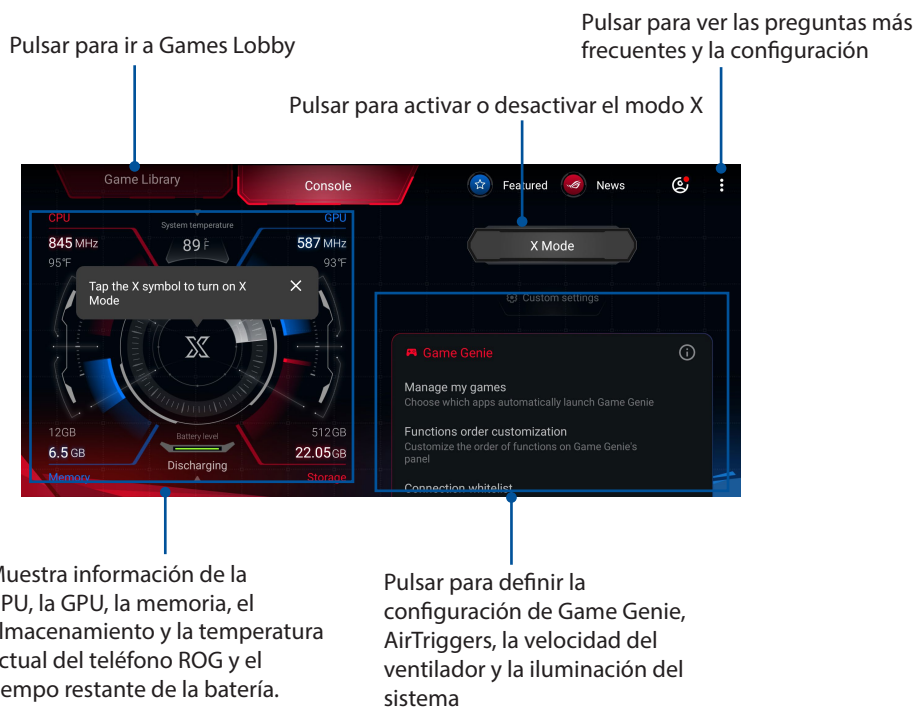 Pulsar para ver las preguntas más
frecuentes y la configuración
Pulsar para ir a Games Lobby
Pulsar para activar o desactivar el modo X
Game Library
Console
Featured
News
CPU
System temperature
GPU
845 MHz
89 °F
587 MHz
95°F
93°F
X Mode
Tap the X symbol to turn on X
Mode
Custom settings
Game Genie
Manage my games
Choose which apps automatically launch Game Genie
Functions order customization
Customize the order of functions on Game Genie's
panel
Connection whitelist
12GB
Battery level
512GB
6.5 GB
22.05GB
Discharging
Memory
Storage
Muestra información de la
PU, la GPU, la memoria, el
lmacenamiento y la temperatura
ctual del teléfono ROG y el
empo restante de la batería.
Pulsar para definir la
configuración de Game Genie,
AirTriggers, la velocidad del
ventilador y la iluminación del
sistema